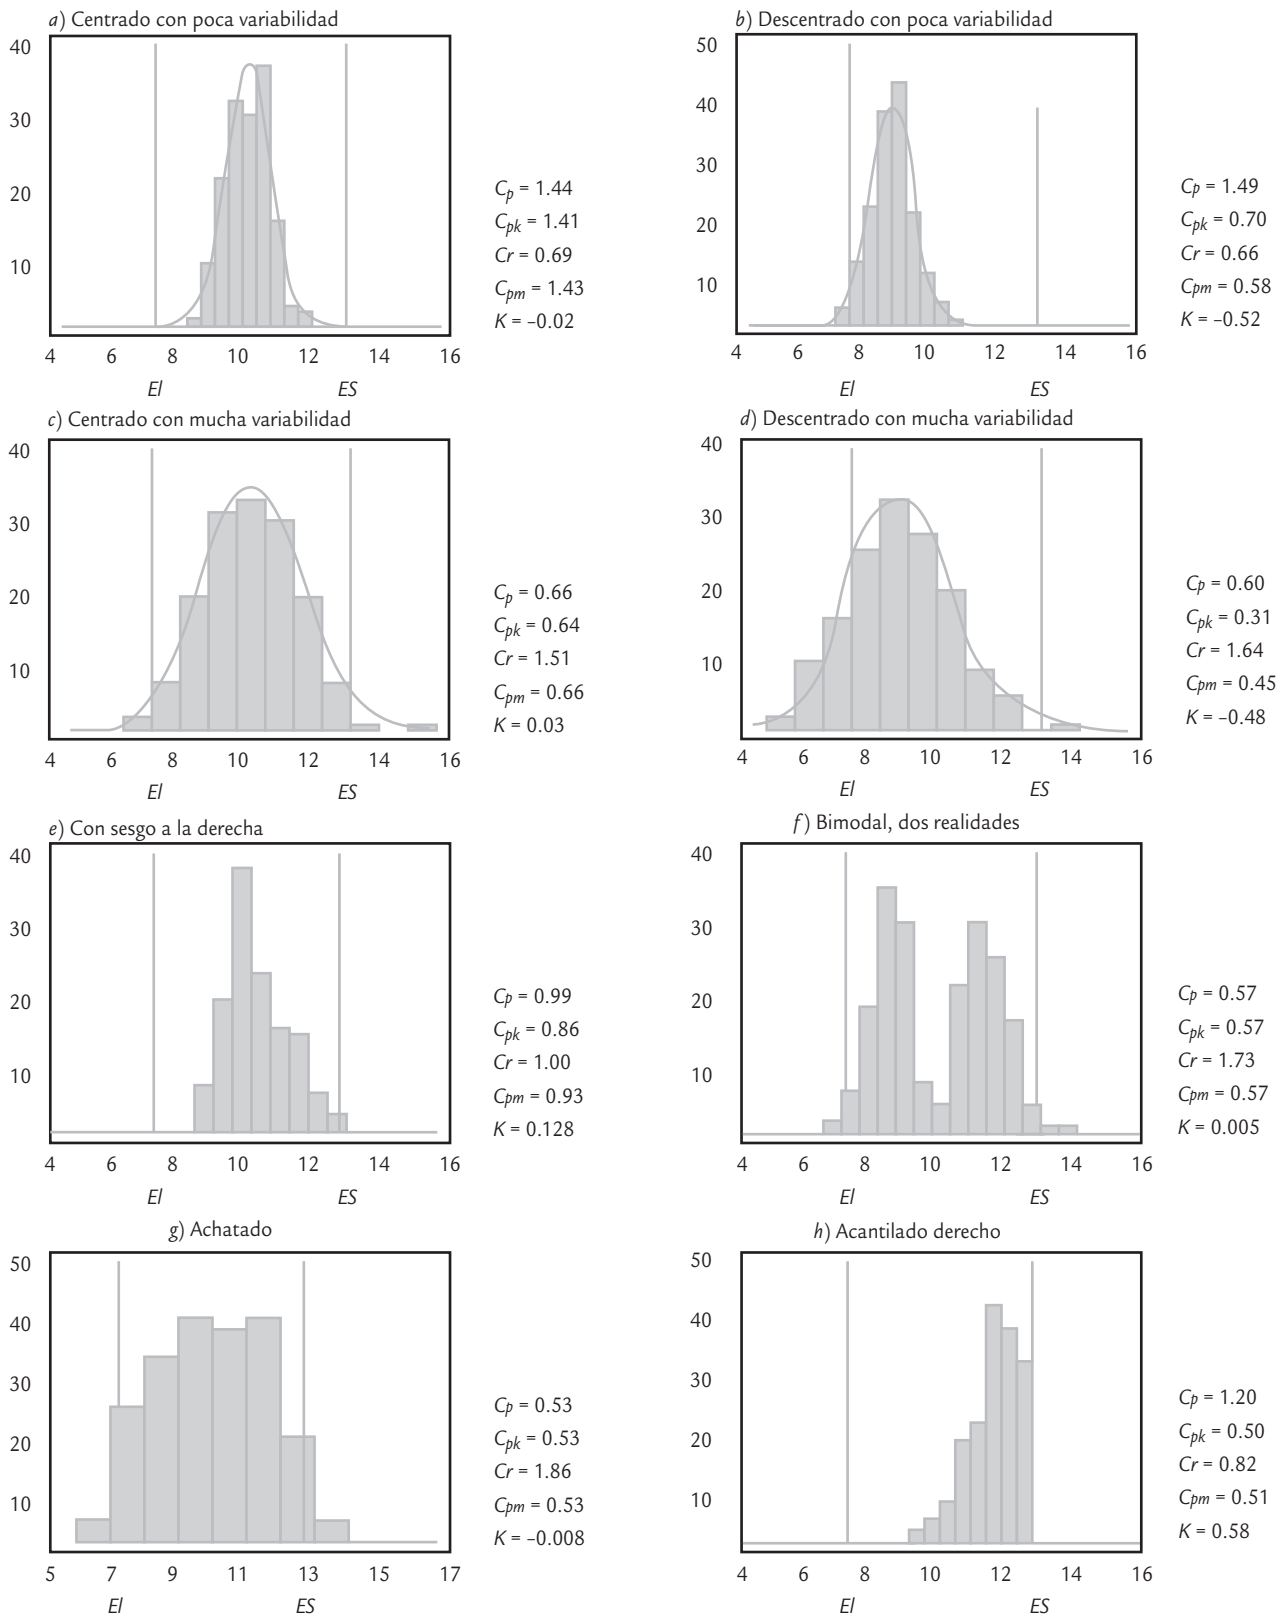 a) Centrado con poca variabilidad
40
30
20
10
4 6 8 10 12 14 16
EI ES
Cp = 1.44
Cpk = 1.41
Cr = 0.69
Cpm = 1.43
K = –0.02
b) Descentrado con poca variabilidad
50
40
30
20
10
4 6 8 10 12 14 16
EI ES
Cp = 1.49
Cpk = 0.70
Cr = 0.66
Cpm = 0.58
K = –0.52
c) Centrado con mucha variabilidad
40
30
20
10
4 6 8 10 12 14 16
EI ES
Cp = 0.66
Cpk = 0.64
Cr = 1.51
Cpm = 0.66
K = 0.03
d) Descentrado con mucha variabilidad
40
30
20
10
4 6 8 10 12 14 16
EI ES
Cp = 0.60
Cpk = 0.31
Cr = 1.64
Cpm = 0.45
K = –0.48
e) Con sesgo a la derecha
40
30
20
10
4 6 8 10 12 14 16
EI ES
Cp = 0.99
Cpk = 0.86
Cr = 1.00
Cpm = 0.93
K = 0.128
f) Bimodal, dos realidades
40
30
20
10
4 6 8 10 12 14 16
EI ES
Cp = 0.57
Cpk = 0.57
Cr = 1.73
Cpm = 0.57
K = 0.005
g) Achatado
50
40
30
20
10
5 7 9 11 13 15 17
EI ES
Cp = 0.53
Cpk = 0.53
Cr = 1.86
Cpm = 0.53
K = –0.008
h) Acantilado derecho
50
40
30
20
10
4 6 8 10 12 14 16
EI ES
Cp = 1.20
Cpk = 0.50
Cr = 0.82
Cpm = 0.51
K = 0.58